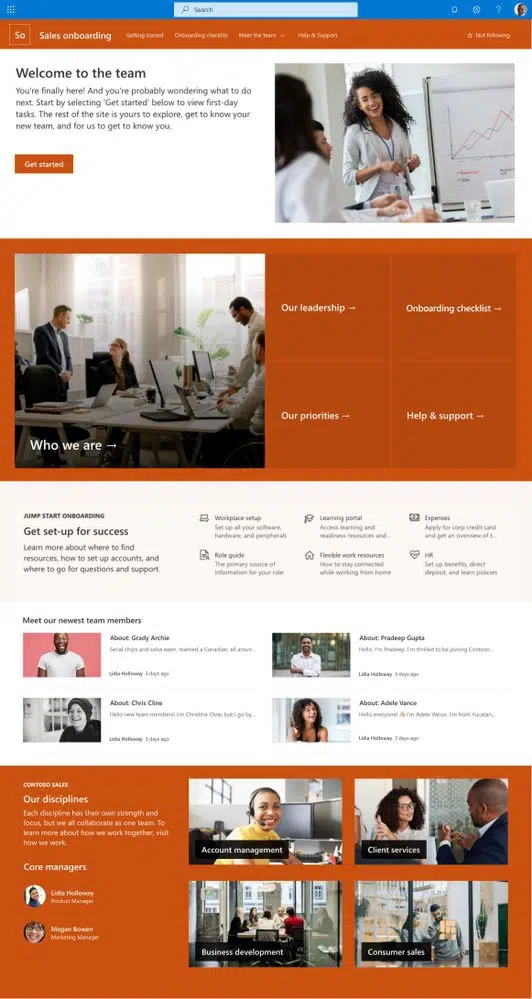 Search
So
Sales onboarding
Getting started
Onboarding checklist
Meet the team
Help & Support
Not following
Welcome to the team
You're finally here! And you're probably wondering what to do
next. Start by selecting 'Get started' below to view first-day
tasks. The rest of the site is yours to explore, get to know your
new team, and for us to get to know you.
Get started
Who we are →
Our leadership →
Onboarding checklist →
Our priorities →
Help & support →
JUMP START ONBOARDING
Get set-up for success
Learn more about where to find
resources, how to set up accounts, and
where to go for questions and support.
Workplace setup
Set up all your software,
hardware, and peripherals
Learning portal
Access learning and
readiness resources and...
Expenses
Apply for corp credit card
and get an overview of t...
Role guide
The primary source of
information for your role
Flexible work resources
How to stay connected
while working from home
HR
Set up benefits, direct
deposit, and learn policies
Meet our newest team members
About: Grady Archie
Serial chips and salsa eater, married a Canadian, all aroun...
Lidia Holloway 3 days ago
About: Pradeep Gupta
Hello, I'm Pradeep. I'm thrilled to be joining Contoso...
Lidia Holloway 3 days ago
About: Chris Cline
Hello new team members! I'm Christine Cline, but I go by...
Lidia Holloway 3 days ago
About: Adele Vance
Hello everyone! 👋🏼 I'm Adele Vance. I'm from Yucatan,...
Lidia Holloway 3 days ago
CONTOSO SALES
Our disciplines
Each discipline has their own strength and
focus, but we all collaborate as one team. To
learn more about how we work together, visit
how we work.
Core managers
Lidia Holloway
Product Manager
Megan Bowen
Marketing Manager
Account management
Client services
Business development
Consumer sales